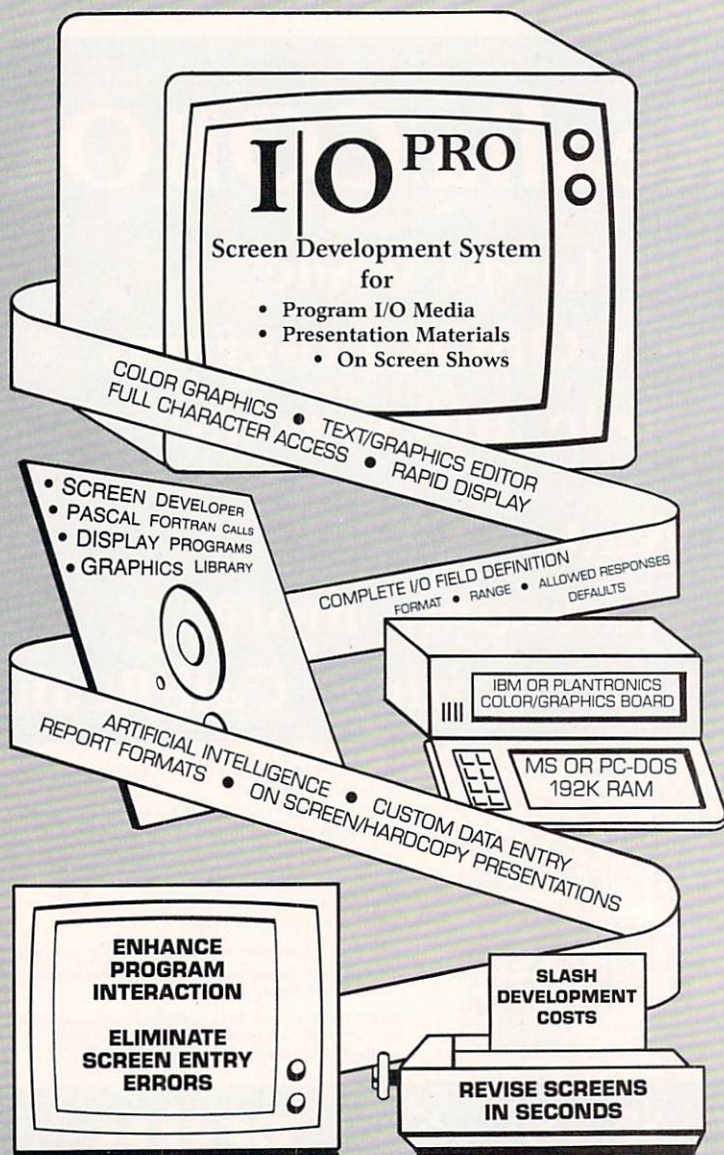 I|O PRO
Screen Development System
for
• Program I/O Media
• Presentation Materials
• On Screen Shows
COLOR GRAPHICS • TEXT/GRAPHICS EDITOR
FULL CHARACTER ACCESS • RAPID DISPLAY
• SCREEN DEVELOPER
• PASCAL FORTRAN CALLS
• DISPLAY PROGRAMS
• GRAPHICS LIBRARY
COMPLETE I/O FIELD DEFINITION
FORMAT • RANGE • ALLOWED RESPONSES
DEFAULTS
IBM OR PLANTRONICS
COLOR/GRAPHICS BOARD
MS OR PC-DOS
192K RAM
ARTIFICIAL INTELLIGENCE • CUSTOM DATA ENTRY
REPORT FORMATS • ON SCREEN/HARDCOPY PRESENTATIONS
ENHANCE
PROGRAM
INTERACTION
ELIMINATE
SCREEN ENTRY
ERRORS
SLASH
DEVELOPMENT
COSTS
REVISE SCREENS
IN SECONDS